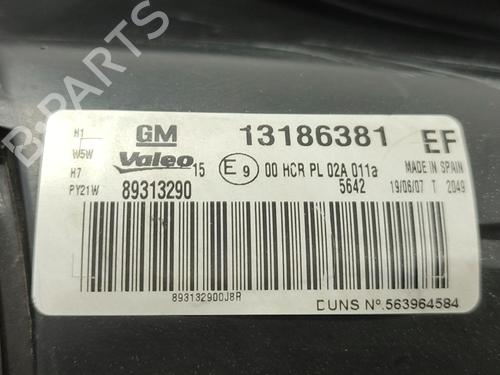 B-PARTS
H1
W5W
H7
PY21W
GM
13186381 EF
Valeo 15 E9 00 HCR PL 02A 011a
MADE IN SPAIN
89313290
5642 19/06/07 T 2049
893132900J8R
DUNS Nº.563964584